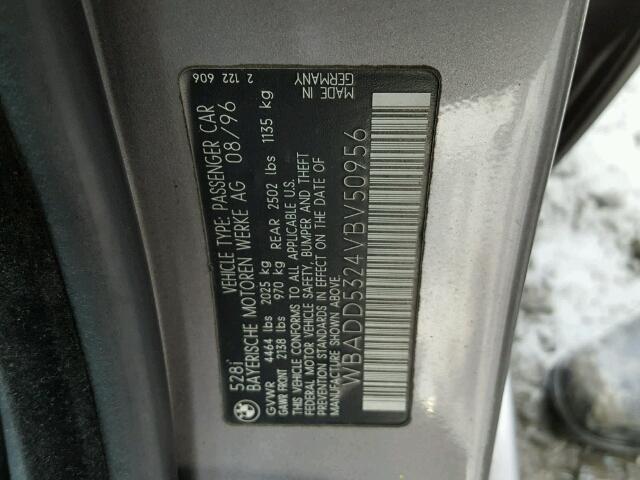 528i
VEHICLE TYPE: PASSENGER CAR
2 122 606
BAYERISCHE MOTOREN WERKE AG 08/96
GVWR 4464 lbs 2025 kg
GAWR FRONT 2138 lbs 970 kg REAR 2502 lbs 1135 kg
THIS VEHICLE CONFORMS TO ALL APPLICABLE U.S.
FEDERAL MOTOR VEHICLE SAFETY, BUMPER AND THEFT
PREVENTION STANDARDS IN EFFECT ON THE DATE OF
MANUFACTURE SHOWN ABOVE.
MADE IN
GERMANY
WBADD5324VBV50956